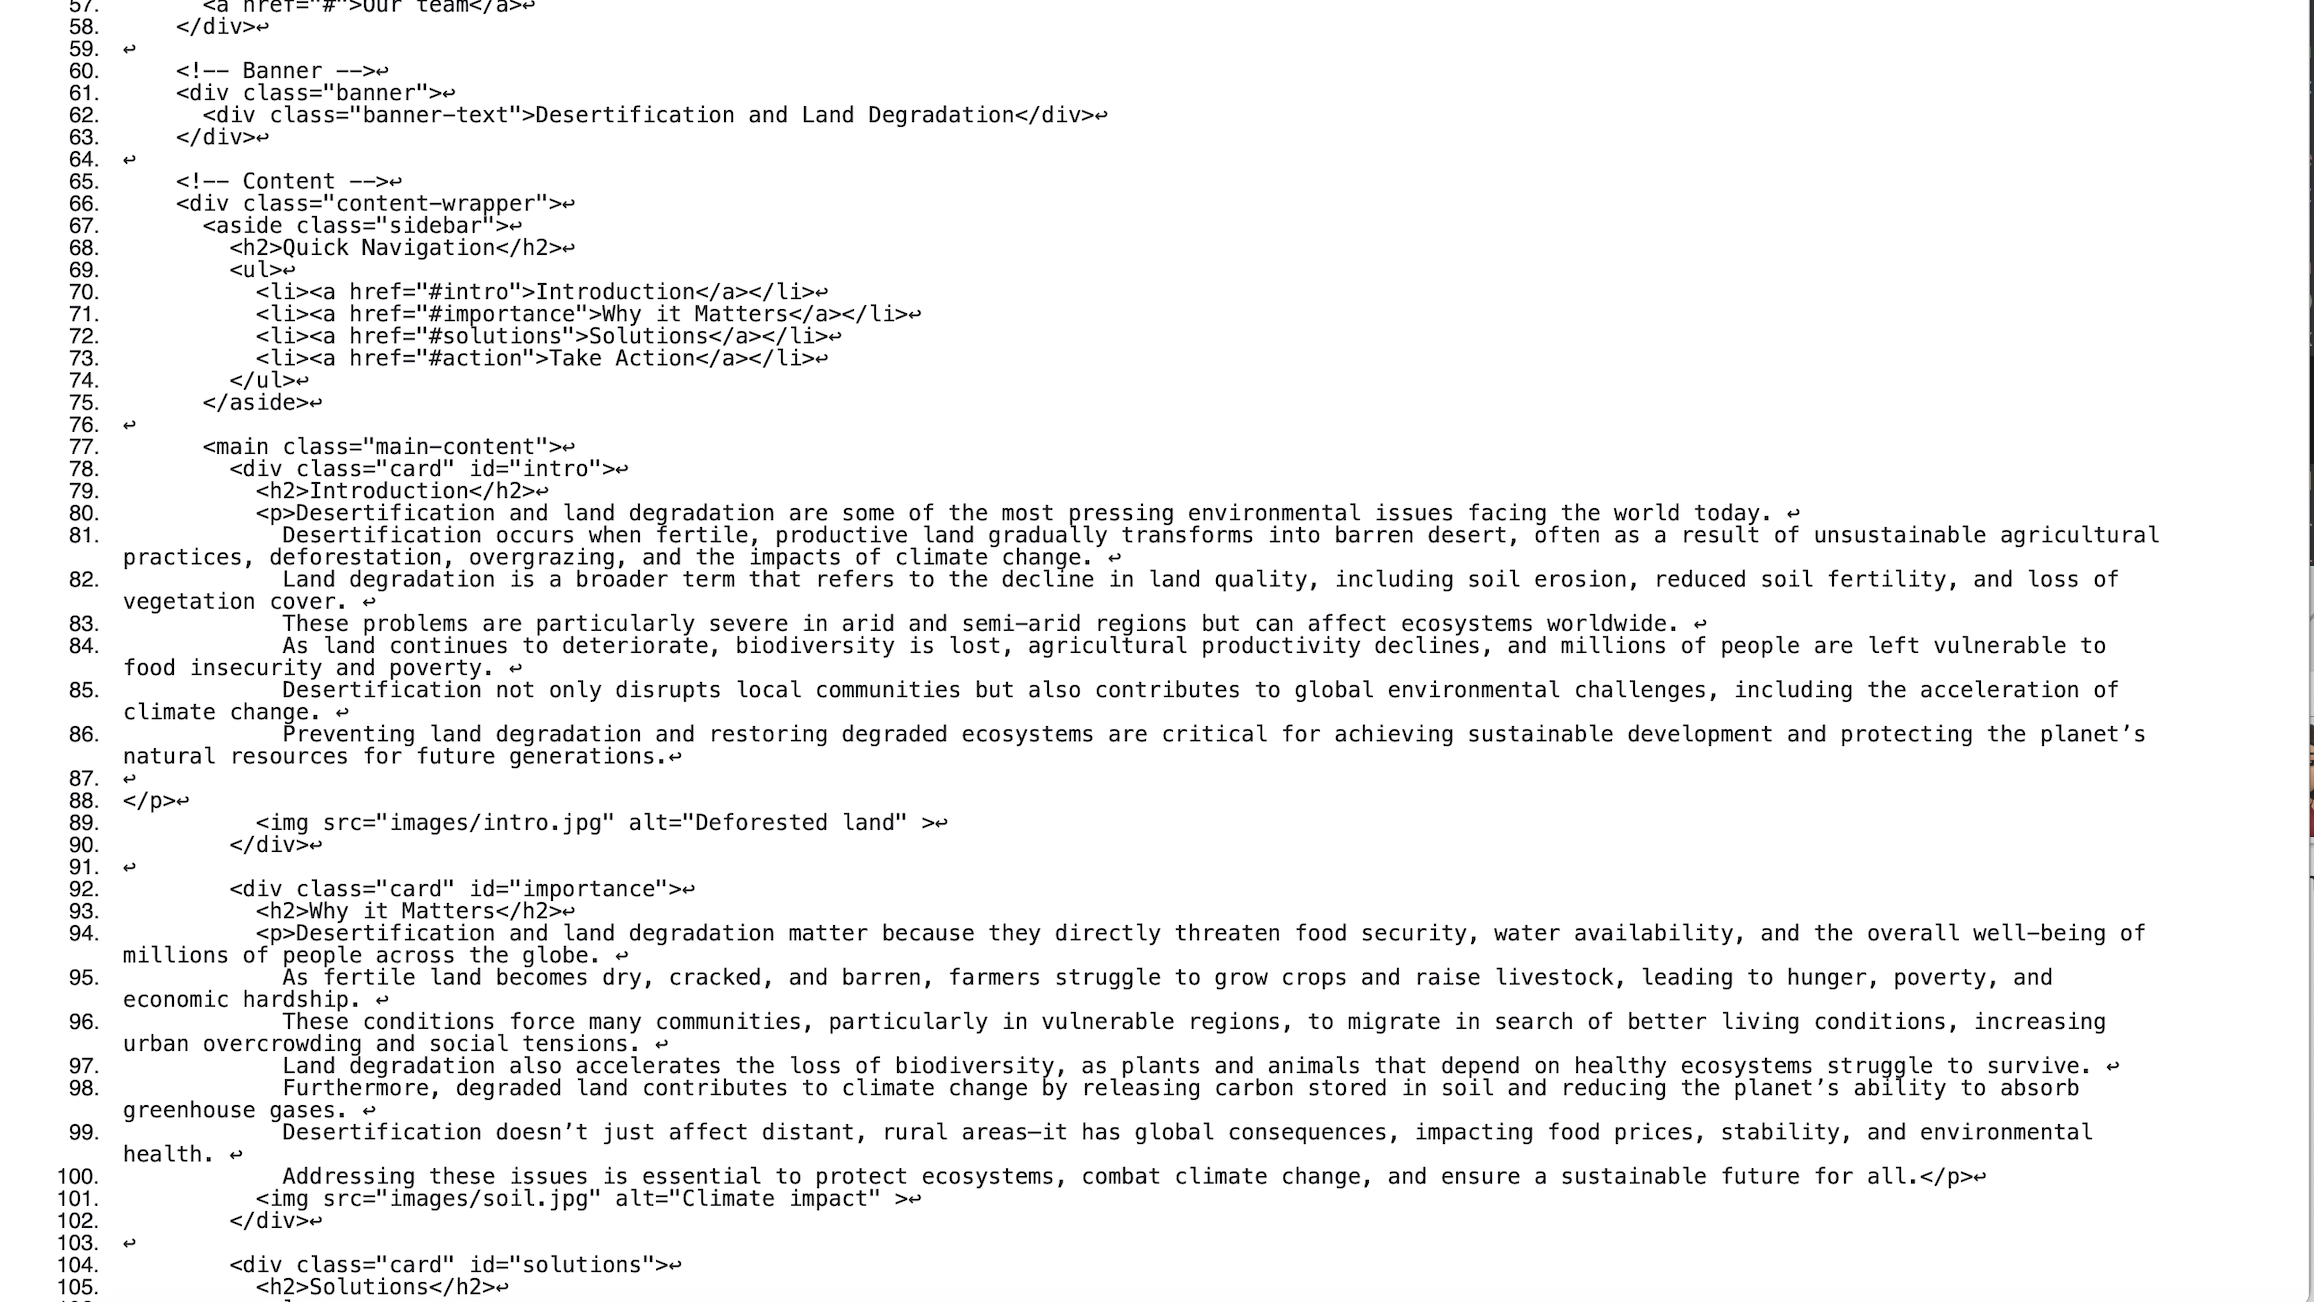 57.        <a href="#">Our team</a>↩
58.    </div>↩
59. ↩
60.    <!-- Banner -->↩
61.    <div class="banner">↩
62.      <div class="banner-text">Desertification and Land Degradation</div>↩
63.    </div>↩
64. ↩
65.    <!-- Content -->↩
66.    <div class="content-wrapper">↩
67.      <aside class="sidebar">↩
68.        <h2>Quick Navigation</h2>↩
69.        <ul>↩
70.          <li><a href="#intro">Introduction</a></li>↩
71.          <li><a href="#importance">Why it Matters</a></li>↩
72.          <li><a href="#solutions">Solutions</a></li>↩
73.          <li><a href="#action">Take Action</a></li>↩
74.        </ul>↩
75.      </aside>↩
76. ↩
77.      <main class="main-content">↩
78.        <div class="card" id="intro">↩
79.          <h2>Introduction</h2>↩
80.          <p>Desertification and land degradation are some of the most pressing environmental issues facing the world today. ↩
81.            Desertification occurs when fertile, productive land gradually transforms into barren desert, often as a result of unsustainable agricultural
practices, deforestation, overgrazing, and the impacts of climate change. ↩
82.            Land degradation is a broader term that refers to the decline in land quality, including soil erosion, reduced soil fertility, and loss of
vegetation cover. ↩
83.            These problems are particularly severe in arid and semi-arid regions but can affect ecosystems worldwide. ↩
84.            As land continues to deteriorate, biodiversity is lost, agricultural productivity declines, and millions of people are left vulnerable to
food insecurity and poverty. ↩
85.            Desertification not only disrupts local communities but also contributes to global environmental challenges, including the acceleration of
climate change. ↩
86.            Preventing land degradation and restoring degraded ecosystems are critical for achieving sustainable development and protecting the planet’s
natural resources for future generations.↩
87. ↩
88. </p>↩
89.          <img src="images/intro.jpg" alt="Deforested land" >↩
90.        </div>↩
91. ↩
92.        <div class="card" id="importance">↩
93.          <h2>Why it Matters</h2>↩
94.          <p>Desertification and land degradation matter because they directly threaten food security, water availability, and the overall well-being of
millions of people across the globe. ↩
95.            As fertile land becomes dry, cracked, and barren, farmers struggle to grow crops and raise livestock, leading to hunger, poverty, and
economic hardship. ↩
96.            These conditions force many communities, particularly in vulnerable regions, to migrate in search of better living conditions, increasing
urban overcrowding and social tensions. ↩
97.            Land degradation also accelerates the loss of biodiversity, as plants and animals that depend on healthy ecosystems struggle to survive. ↩
98.            Furthermore, degraded land contributes to climate change by releasing carbon stored in soil and reducing the planet’s ability to absorb
greenhouse gases. ↩
99.            Desertification doesn’t just affect distant, rural areas—it has global consequences, impacting food prices, stability, and environmental
health. ↩
100.            Addressing these issues is essential to protect ecosystems, combat climate change, and ensure a sustainable future for all.</p>↩
101.          <img src="images/soil.jpg" alt="Climate impact" >↩
102.        </div>↩
103. ↩
104.        <div class="card" id="solutions">↩
105.          <h2>Solutions</h2>↩